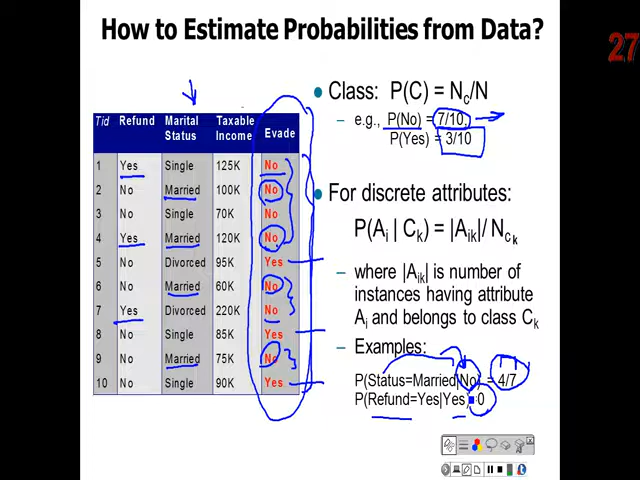 How to Estimate Probabilities from Data?
27
Tid Refund Marital Status Taxable Income Evade
1 Yes Single 125K No
2 No Married 100K No
3 No Single 70K No
4 Yes Married 120K No
5 No Divorced 95K Yes
6 No Married 60K No
7 Yes Divorced 220K No
8 No Single 85K Yes
9 No Married 75K No
10 No Single 90K Yes
Class: P(C) = Nc/N
– e.g., P(No) = 7/10,
P(Yes) = 3/10
For discrete attributes:
P(Ai | Ck) = |Aik|/ Nck
– where |Aik| is number of
instances having attribute
Ai and belongs to class Ck
– Examples:
P(Status=Married|No) = 4/7
P(Refund=Yes|Yes)=0